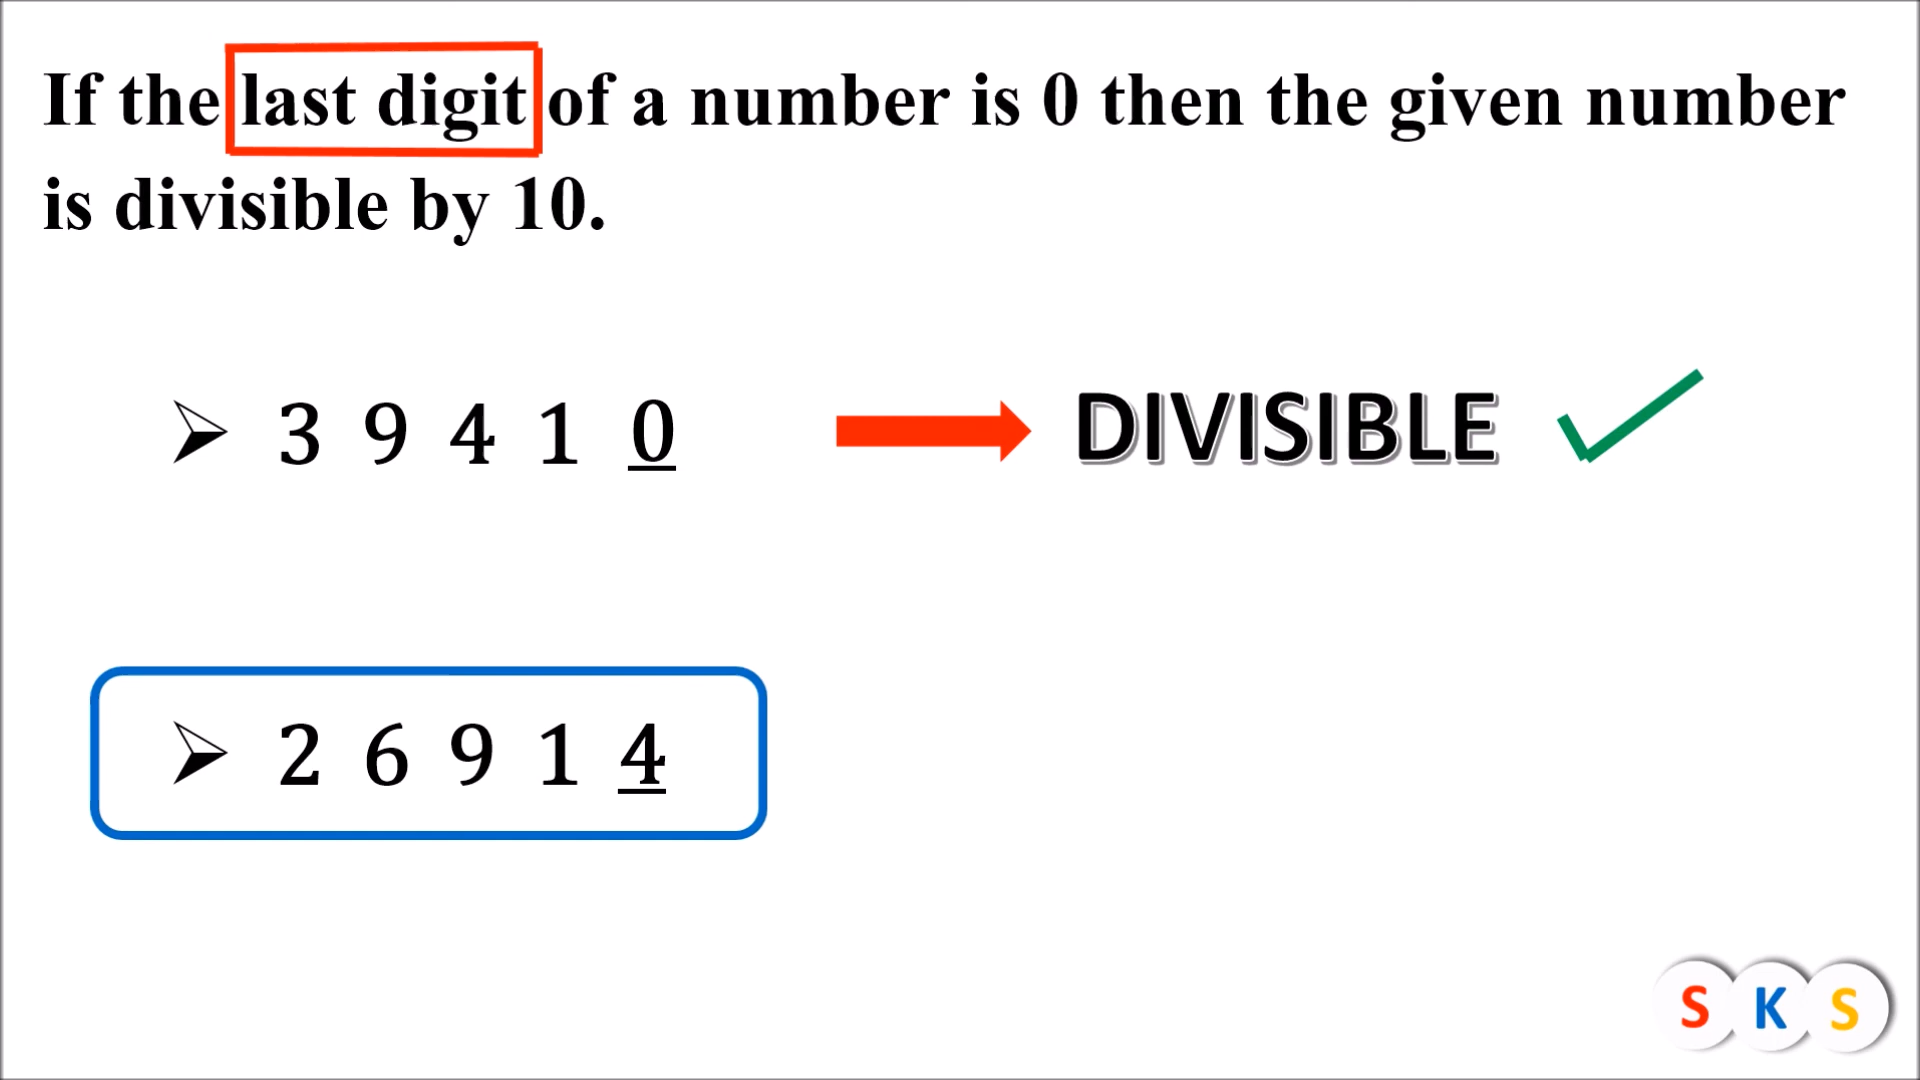 If the last digit of a number is 0 then the given number
is divisible by 10.
➢ 3 9 4 1 0 DIVISIBLE
➢ 2 6 9 1 4
S K S